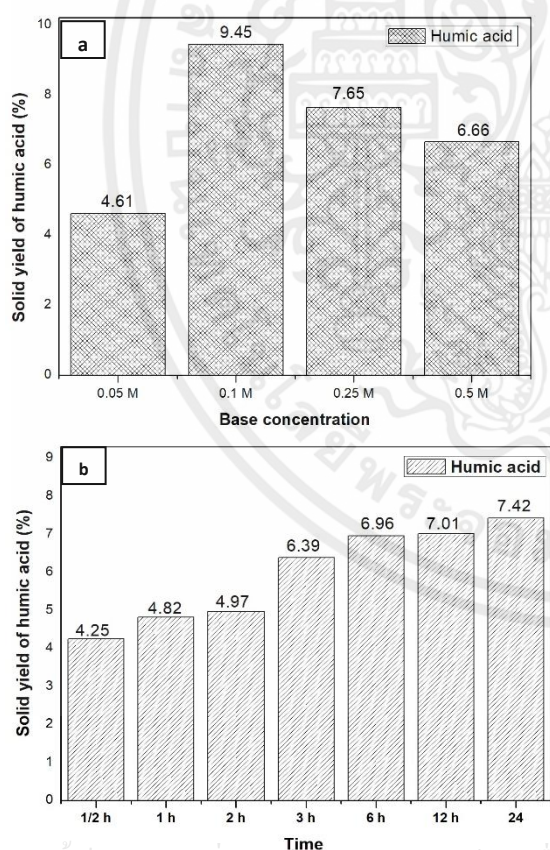 a
Humic acid
Solid yield of humic acid (%)
10
8
6
4
2
0
4.61
9.45
7.65
6.66
0.05 M
0.1 M
0.25 M
0.5 M
Base concentration
b
Humic acid
Solid yield of humic acid (%)
9
8
7
6
5
4
3
2
1
0
4.25
4.82
4.97
6.39
6.96
7.01
7.42
1/2 h
1 h
2 h
3 h
6 h
12 h
24
Time